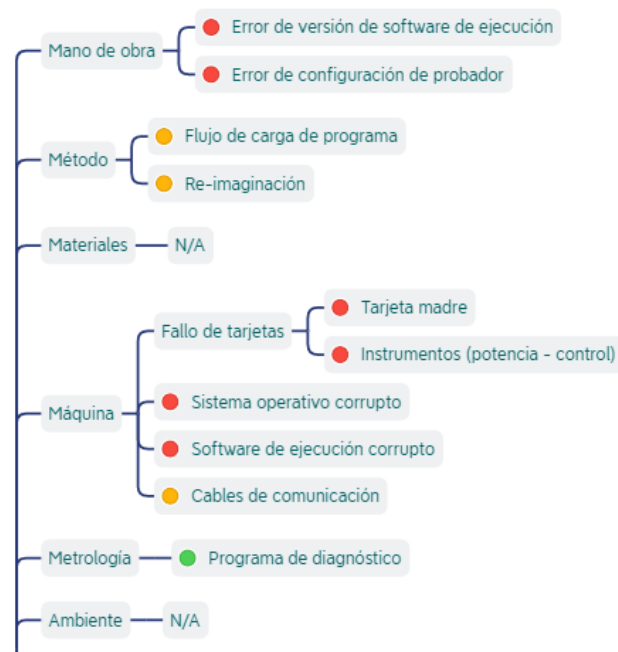 Mano de obra
Error de versión de software de ejecución
Error de configuración de probador
Método
Flujo de carga de programa
Re-imaginación
Materiales
N/A
Máquina
Fallo de tarjetas
Tarjeta madre
Instrumentos (potencia - control)
Sistema operativo corrupto
Software de ejecución corrupto
Cables de comunicación
Metrología
Programa de diagnóstico
Ambiente
N/A